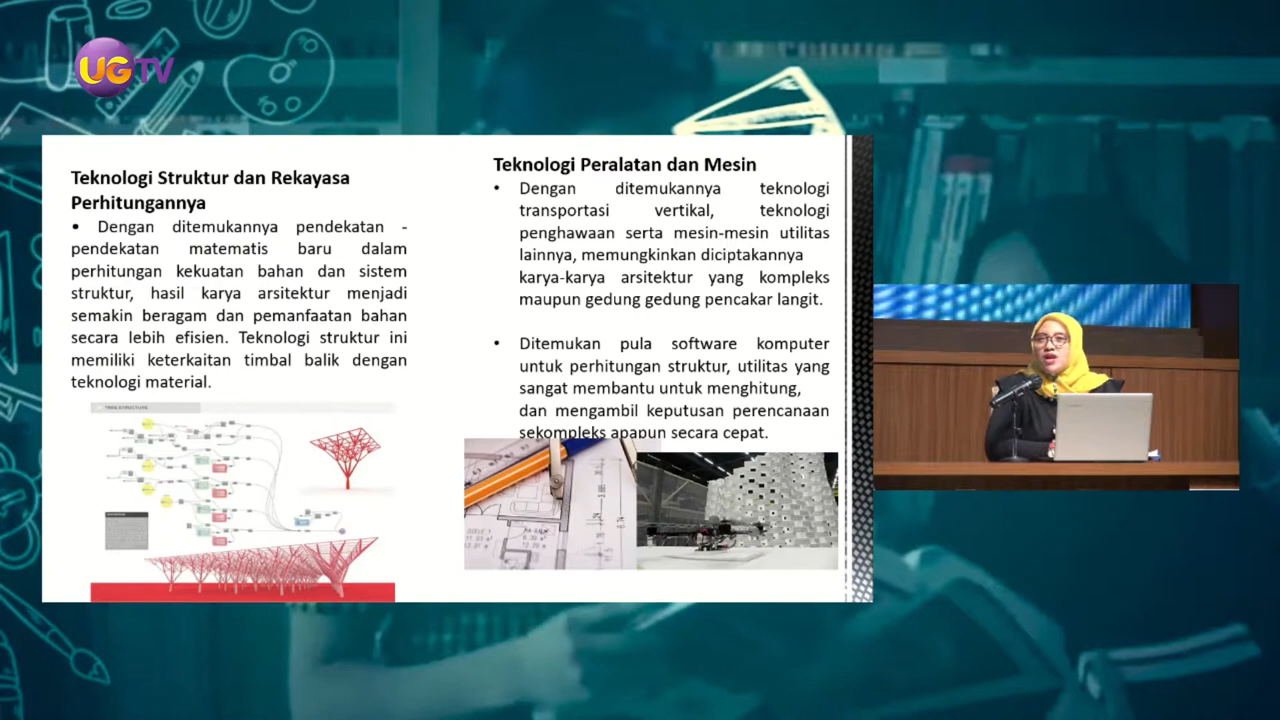 UGTV
Teknologi Struktur dan Rekayasa
Perhitungannya
• Dengan ditemukannya pendekatan -
pendekatan matematis baru dalam
perhitungan kekuatan bahan dan sistem
struktur, hasil karya arsitektur menjadi
semakin beragam dan pemanfaatan bahan
secara lebih efisien. Teknologi struktur ini
memiliki keterkaitan timbal balik dengan
teknologi material.
Teknologi Peralatan dan Mesin
• Dengan ditemukannya teknologi
transportasi vertikal, teknologi
penghawaan serta mesin-mesin utilitas
lainnya, memungkinkan diciptakannya
karya-karya arsitektur yang kompleks
maupun gedung gedung pencakar langit.
• Ditemukan pula software komputer
untuk perhitungan struktur, utilitas yang
sangat membantu untuk menghitung,
dan mengambil keputusan perencanaan
sekompleks apapun secara cepat.